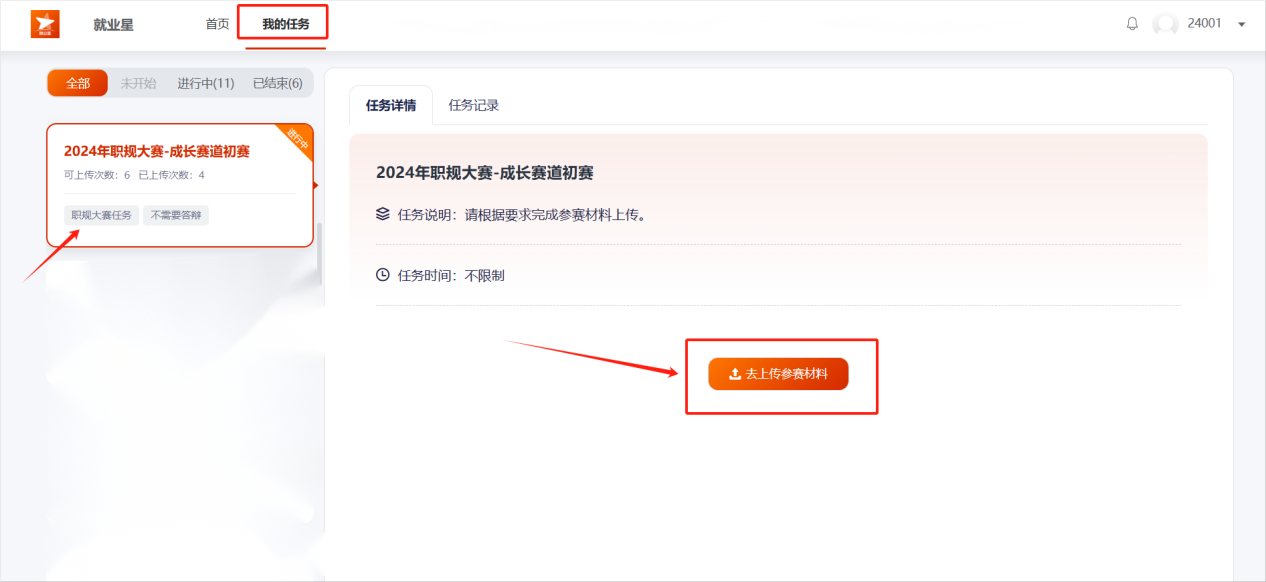 就业星
首页
我的任务
24001
全部
未开始
进行中(11)
已结束(6)
进行中
2024年职规大赛-成长赛道初赛
可上传次数：6 已上传次数：4
职规大赛任务
不需要答辩
任务详情
任务记录
2024年职规大赛-成长赛道初赛
任务说明：请根据要求完成参赛材料上传。
任务时间：不限制
去上传参赛材料